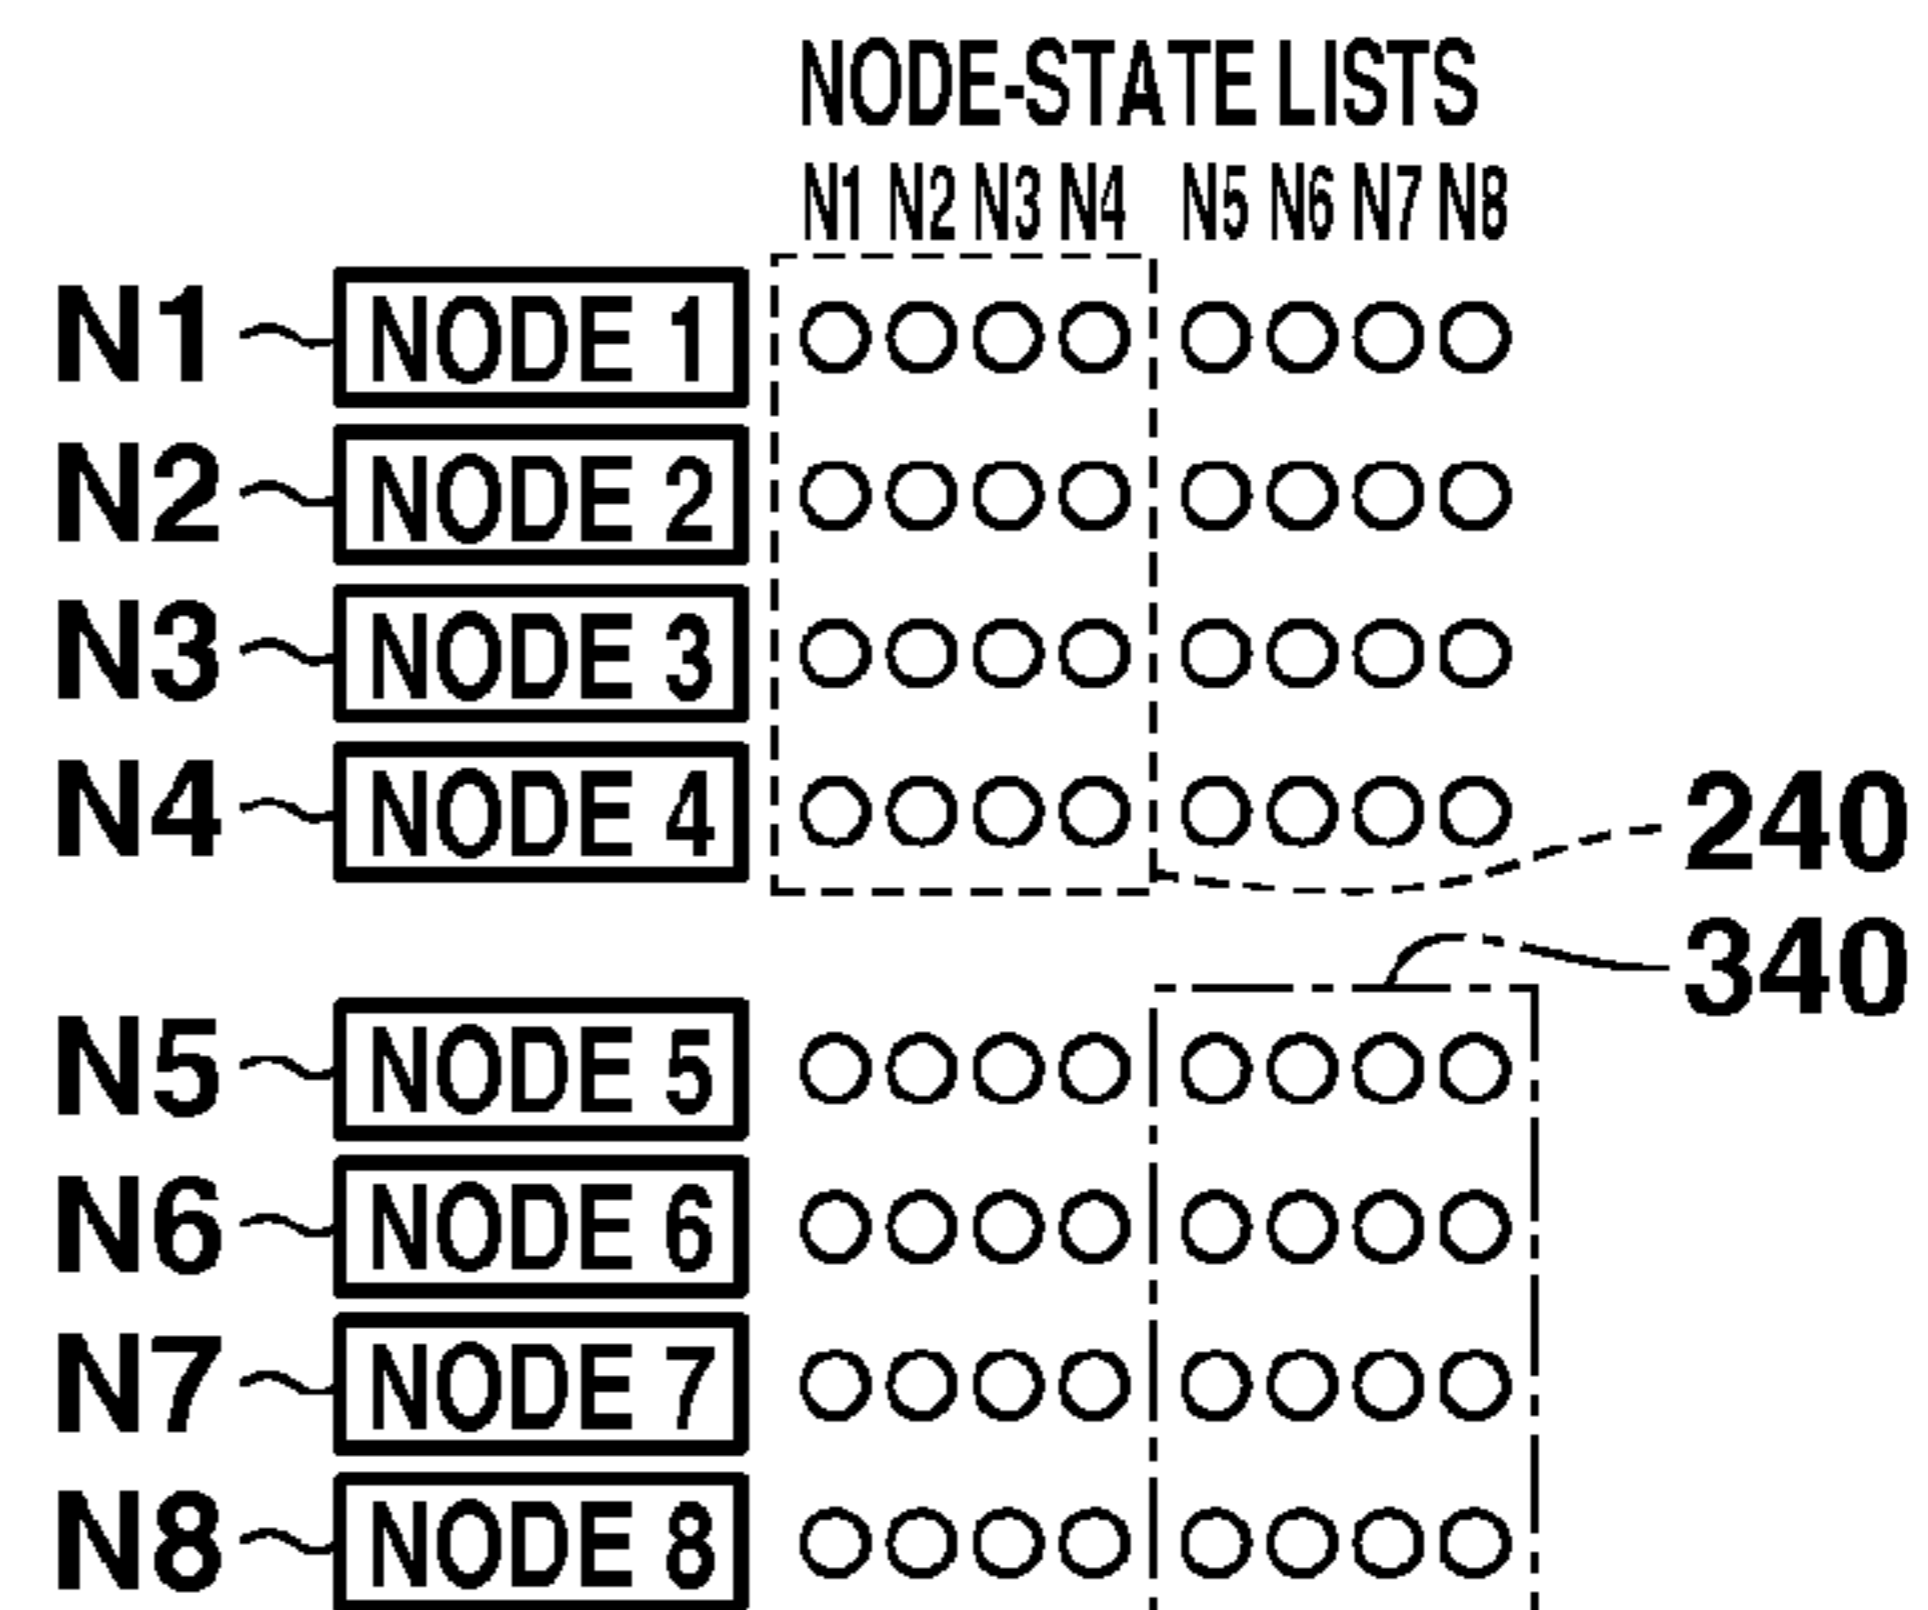 NODE-STATE LISTS
N1 N2 N3 N4 N5 N6 N7 N8
N1 NODE 1
N2 NODE 2
N3 NODE 3
N4 NODE 4
240
340
N5 NODE 5
N6 NODE 6
N7 NODE 7
N8 NODE 8